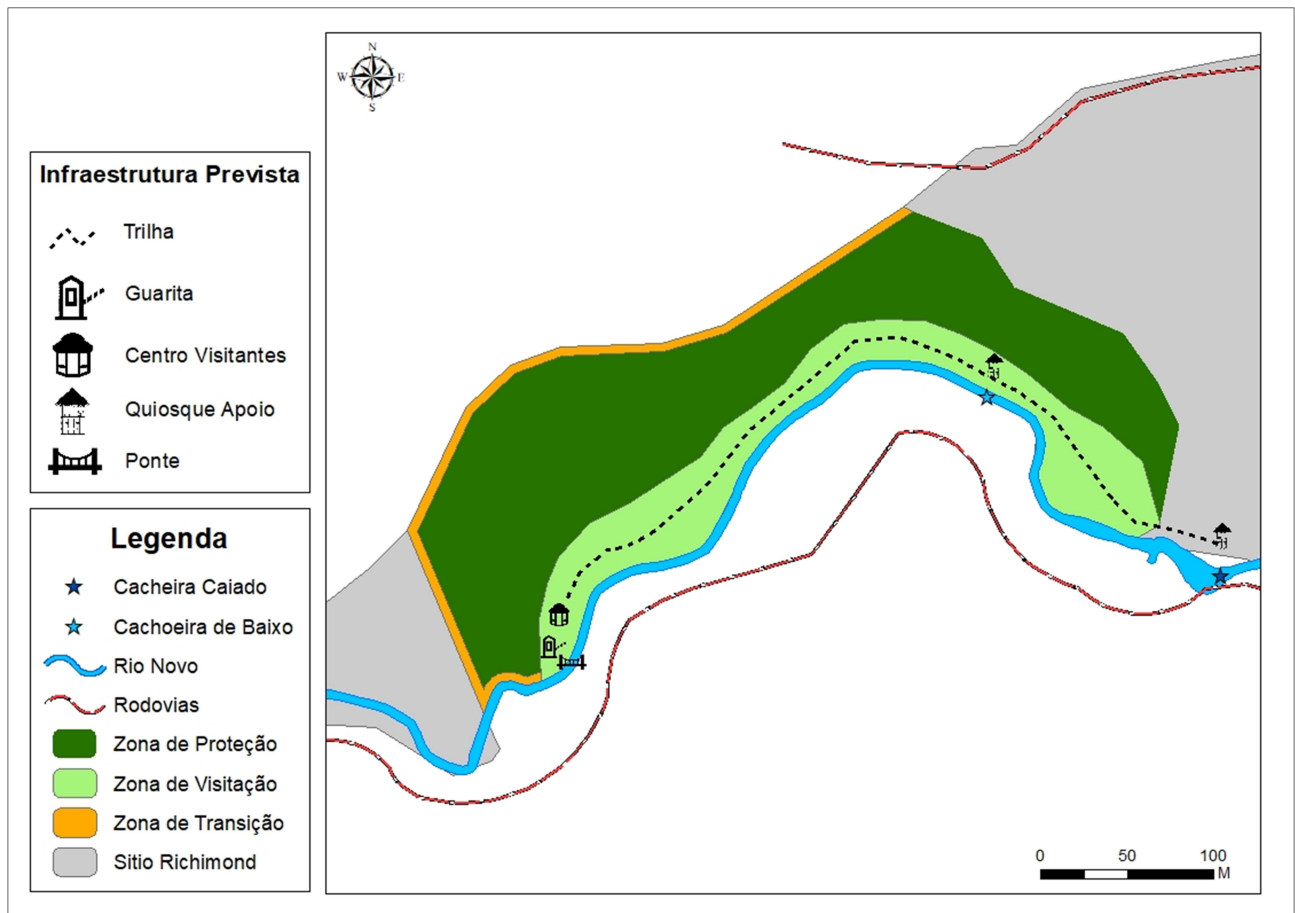 N
W E
S
Infraestrutura Prevista
Trilha
Guarita
Centro Visitantes
Quiosque Apoio
Ponte
Legenda
Cacheira Caiado
Cachoeira de Baixo
Rio Novo
Rodovias
Zona de Proteção
Zona de Visitação
Zona de Transição
Sitio Richimond
0 50 100
M